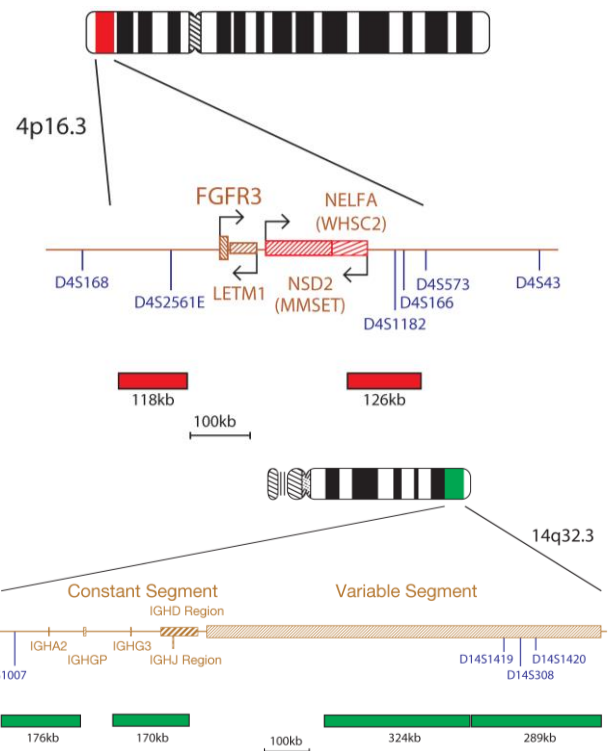 4p16.3
FGFR3
NELFA
(WHSC2)
D4S168
D4S2561E
LETM1
NSD2
(MMSET)
D4S573
D4S166
D4S1182
D4S43
118kb
126kb
100kb
14q32.3
Constant Segment
Variable Segment
IGHD Region
IGHA2
IGHGP
IGHG3
IGHJ Region
D14S1419
D14S1420
D14S308
S1007
176kb
170kb
100kb
324kb
289kb